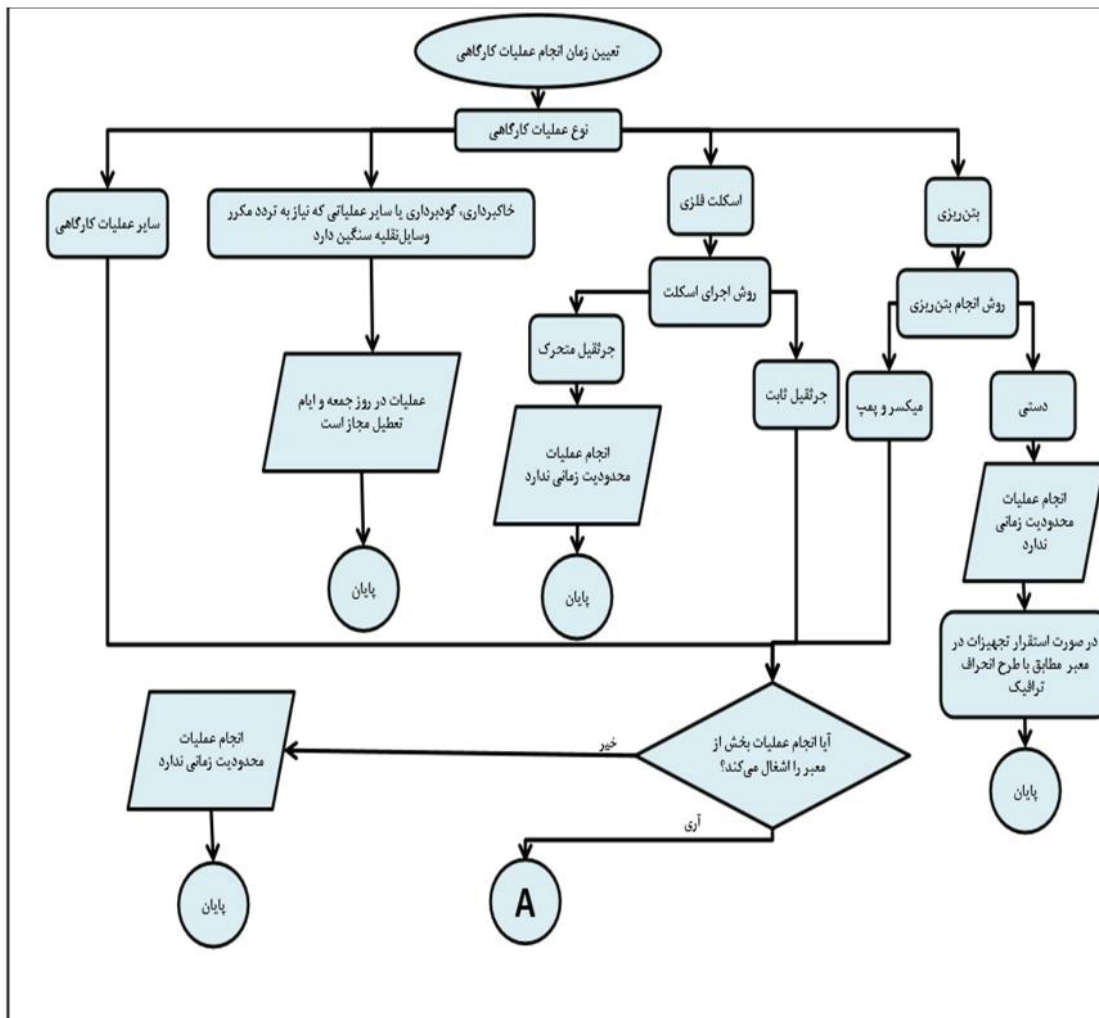 تعیین زمان انجام عملیات کارگاهی
نوع عملیات کارگاهی
بتن‌ریزی
اسکلت فلزی
خاکبرداری، گودبرداری یا سایر عملیاتی که نیاز به تردد مکرر
وسایل‌نقلیه سنگین دارد
سایر عملیات کارگاهی
روش انجام بتن‌ریزی
روش اجرای اسکلت
دستی
میکسر و پمپ
جرثقیل ثابت
جرثقیل متحرک
عملیات در روز جمعه و ایام
تعطیل مجاز است
انجام عملیات
محدودیت زمانی
ندارد
انجام عملیات
محدودیت زمانی ندارد
پایان
پایان
در صورت استقرار تجهیزات در
معبر مطابق با طرح انحراف
ترافیک
پایان
آیا انجام عملیات بخش از
معبر را اشغال می‌کند؟
خیر
آری
انجام عملیات
محدودیت زمانی ندارد
A
پایان